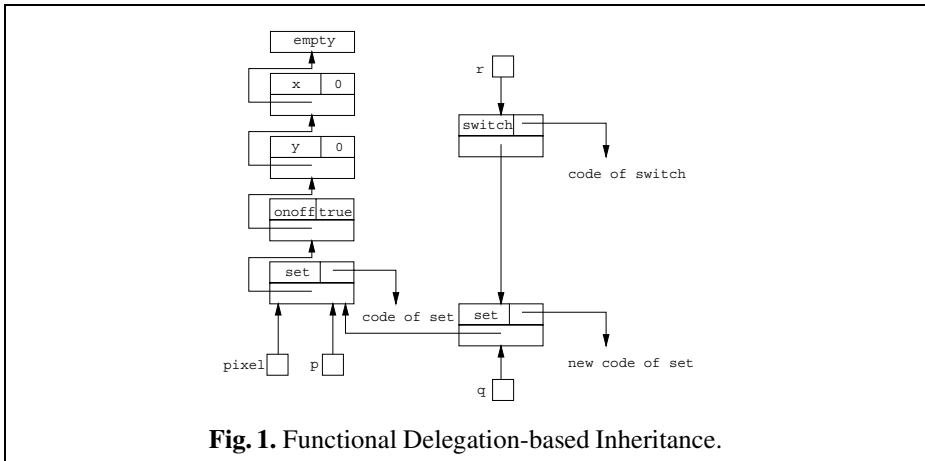 empty
x 0
r
switch
y 0
code of switch
onoff true
set
code of set
set
pixel
p
new code of set
q
Fig. 1. Functional Delegation-based Inheritance.